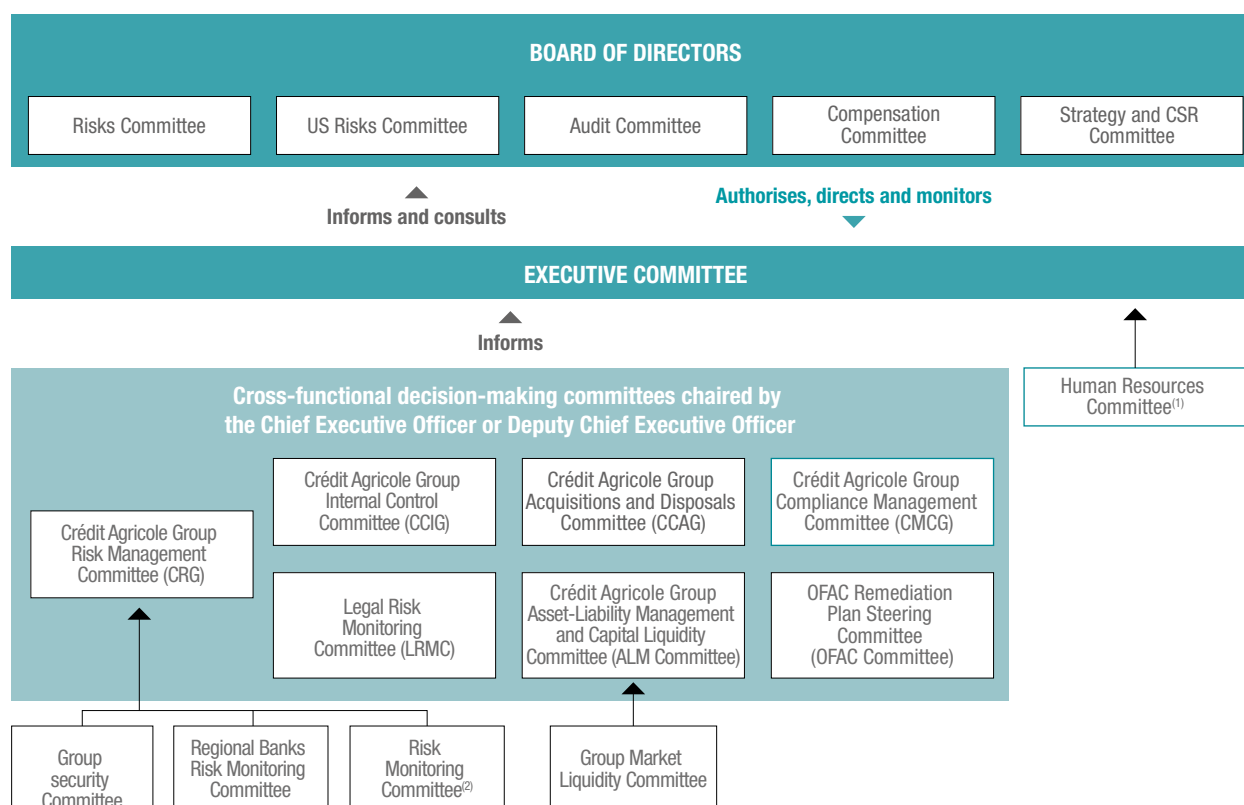 BOARD OF DIRECTORS
Risks Committee
US Risks Committee
Audit Committee
Compensation
Committee
Strategy and CSR
Committee
Informs and consults
Authorises, directs and monitors
EXECUTIVE COMMITTEE
Informs
Human Resources
Committee(1)
Cross-functional decision-making committees chaired by
the Chief Executive Officer or Deputy Chief Executive Officer
Crédit Agricole Group
Risk Management
Committee (CRG)
Crédit Agricole Group
Internal Control
Committee (CCIG)
Crédit Agricole Group
Acquisitions and Disposals
Committee (CCAG)
Crédit Agricole Group
Compliance Management
Committee (CMCG)
Legal Risk
Monitoring
Committee (LRMC)
Crédit Agricole Group
Asset-Liability Management
and Capital Liquidity
Committee (ALM Committee)
OFAC Remediation
Plan Steering
Committee
(OFAC Committee)
Group
security
Committee
Regional Banks
Risk Monitoring
Committee
Risk
Monitoring
Committee(2)
Group Market
Liquidity Committee